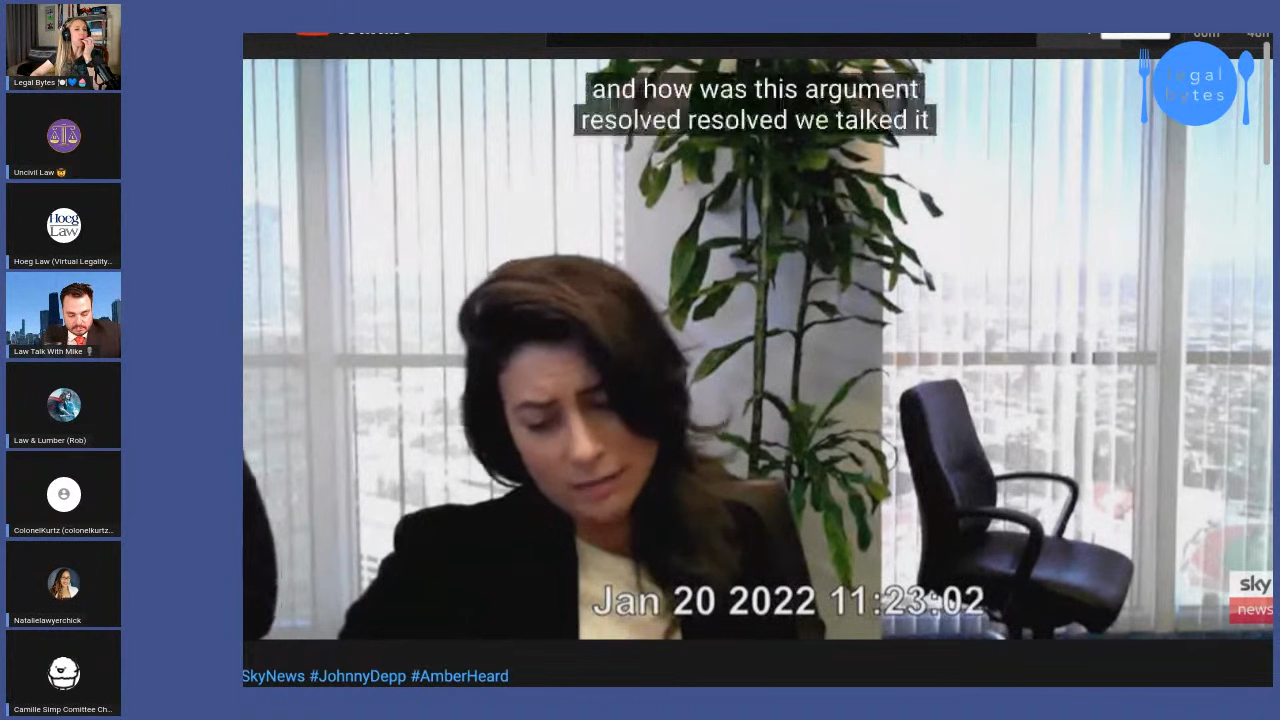 Legal Bytes
Uncivil Law
Hoeg
Law
Hoeg Law (Virtual Legality...
Law Talk With Mike
Law & Lumber (Rob)
ColonelKurtz (colonelkurtz...
Natalielawyerchick
Camille Simp Comittee Ch...
legal
bytes
and how was this argument
resolved resolved we talked it
Jan 20 2022 11:23:02
sky
news
SkyNews #JohnnyDepp #AmberHeard